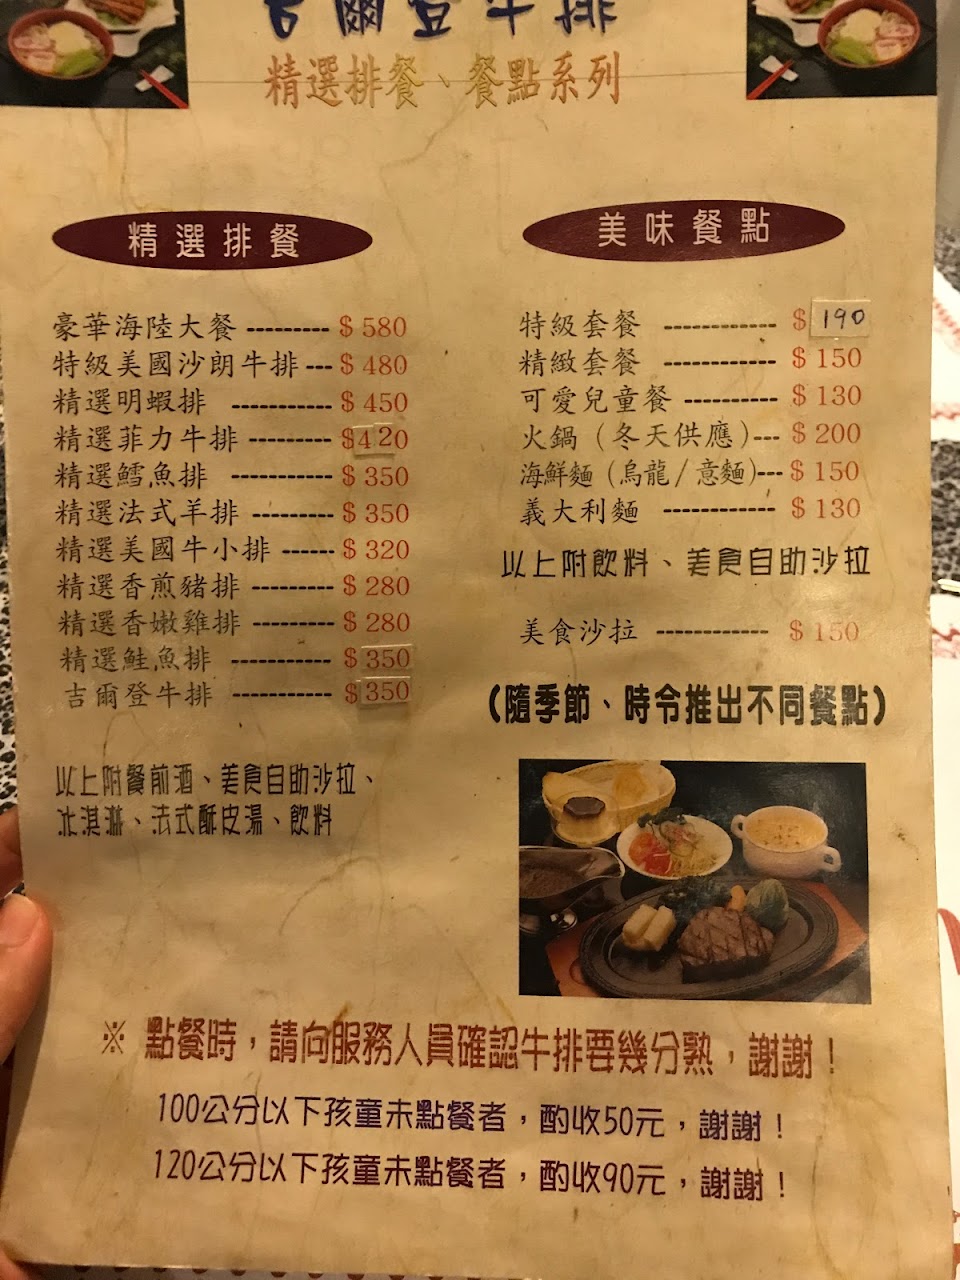 吉爾登牛排
精選排餐、餐點系列
精選排餐
豪華海陸大餐 ---------- $ 580
特級美國沙朗牛排 --- $ 480
精選明蝦排 ------------ $ 450
精選菲力牛排 ---------- $420
精選鱈魚排 ------------ $ 350
精選法式羊排 ---------- $ 350
精選美國牛小排 ------ $ 320
精選香煎豬排 ---------- $ 280
精選香嫩雞排 ---------- $ 280
精選鮭魚排 ------------ $ 350
吉爾登牛排 ------------ $ 350
以上附餐前酒、美食自助沙拉、
冰淇淋、法式酥皮湯、飲料
美味餐點
特級套餐 -------------- $ 190
精緻套餐 -------------- $ 150
可愛兒童餐 ----------- $ 130
火鍋（冬天供應）--- $ 200
海鮮麵（烏龍/意麵）--- $ 150
義大利麵 -------------- $ 130
以上附飲料、美食自助沙拉
美食沙拉 -------------- $ 150
（隨季節、時令推出不同餐點）
※ 點餐時，請向服務人員確認牛排要幾分熟，謝謝！
100公分以下孩童未點餐者，酌收50元，謝謝！
120公分以下孩童未點餐者，酌收90元，謝謝！